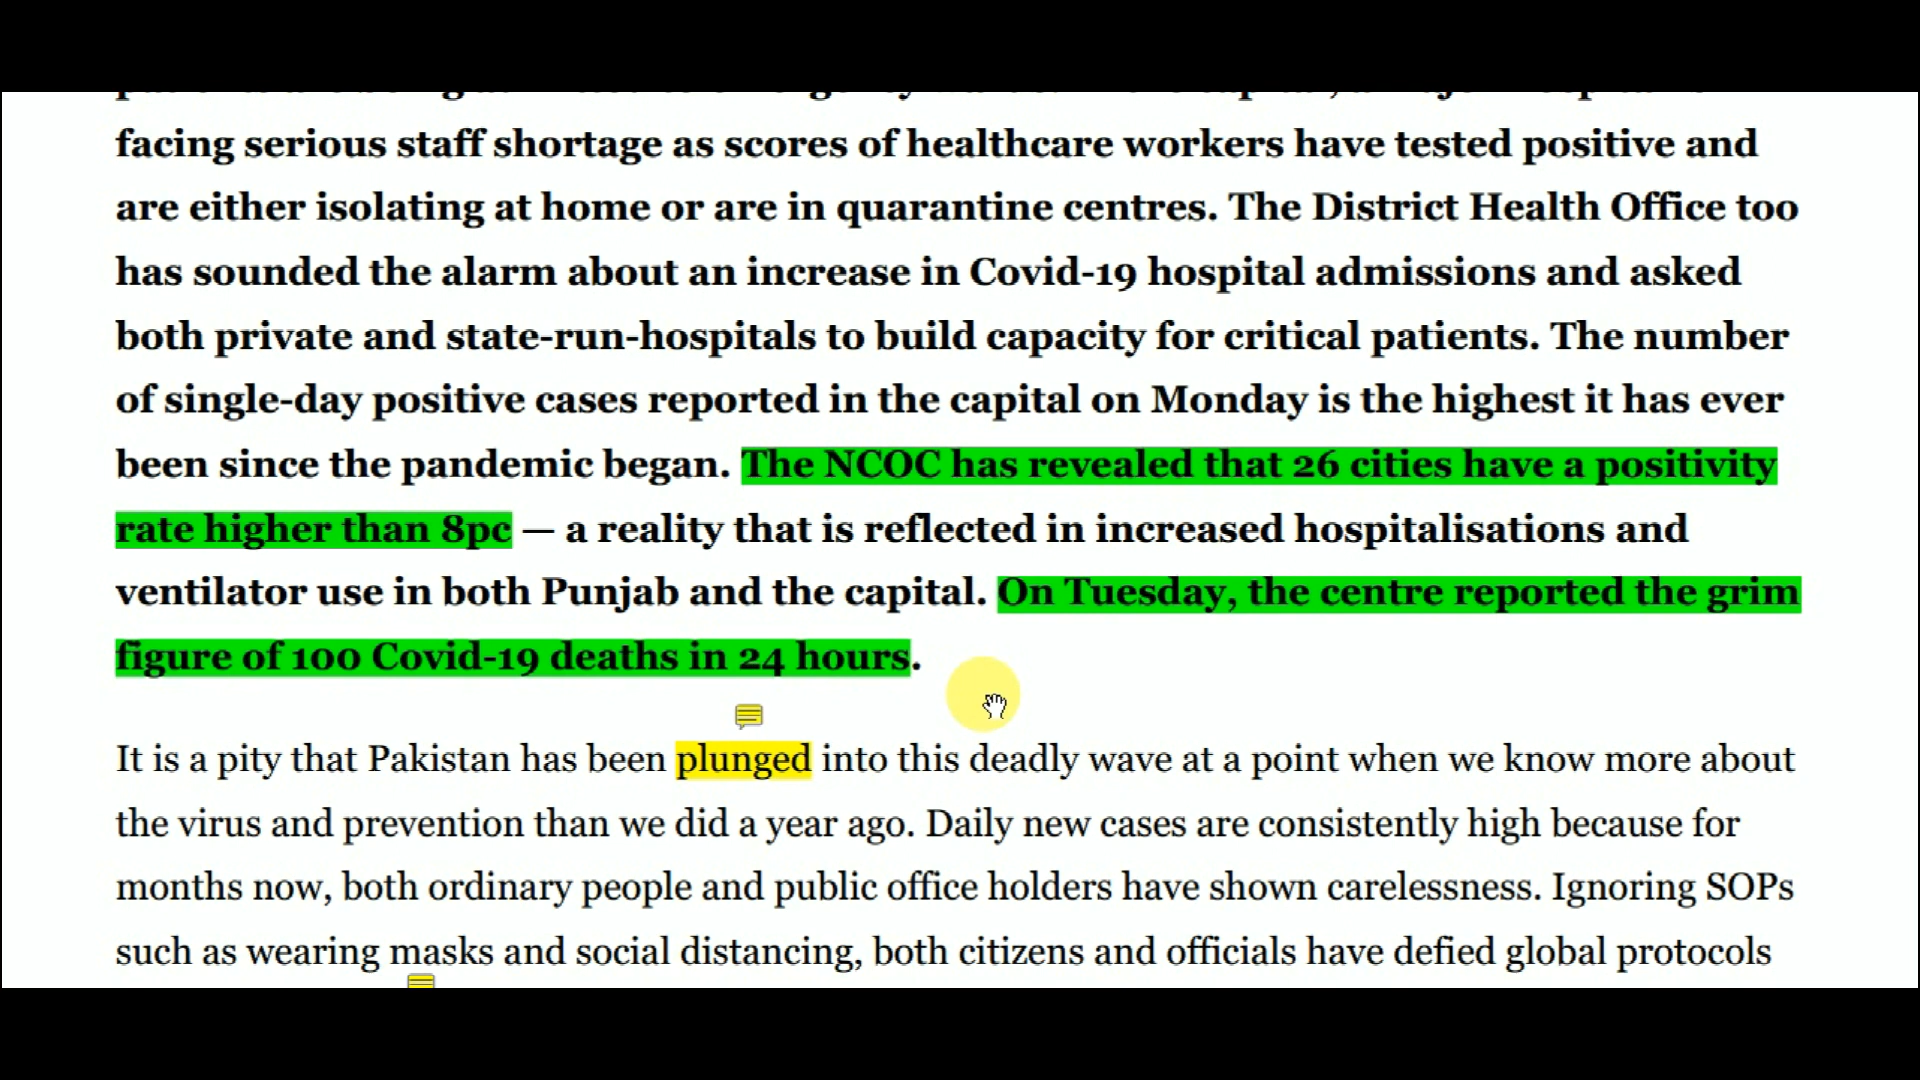 facing serious staff shortage as scores of healthcare workers have tested positive and
are either isolating at home or are in quarantine centres. The District Health Office too
has sounded the alarm about an increase in Covid-19 hospital admissions and asked
both private and state-run-hospitals to build capacity for critical patients. The number
of single-day positive cases reported in the capital on Monday is the highest it has ever
been since the pandemic began. The NCOC has revealed that 26 cities have a positivity
rate higher than 8pc — a reality that is reflected in increased hospitalisations and
ventilator use in both Punjab and the capital. On Tuesday, the centre reported the grim
figure of 100 Covid-19 deaths in 24 hours.
It is a pity that Pakistan has been plunged into this deadly wave at a point when we know more about
the virus and prevention than we did a year ago. Daily new cases are consistently high because for
months now, both ordinary people and public office holders have shown carelessness. Ignoring SOPs
such as wearing masks and social distancing, both citizens and officials have defied global protocols